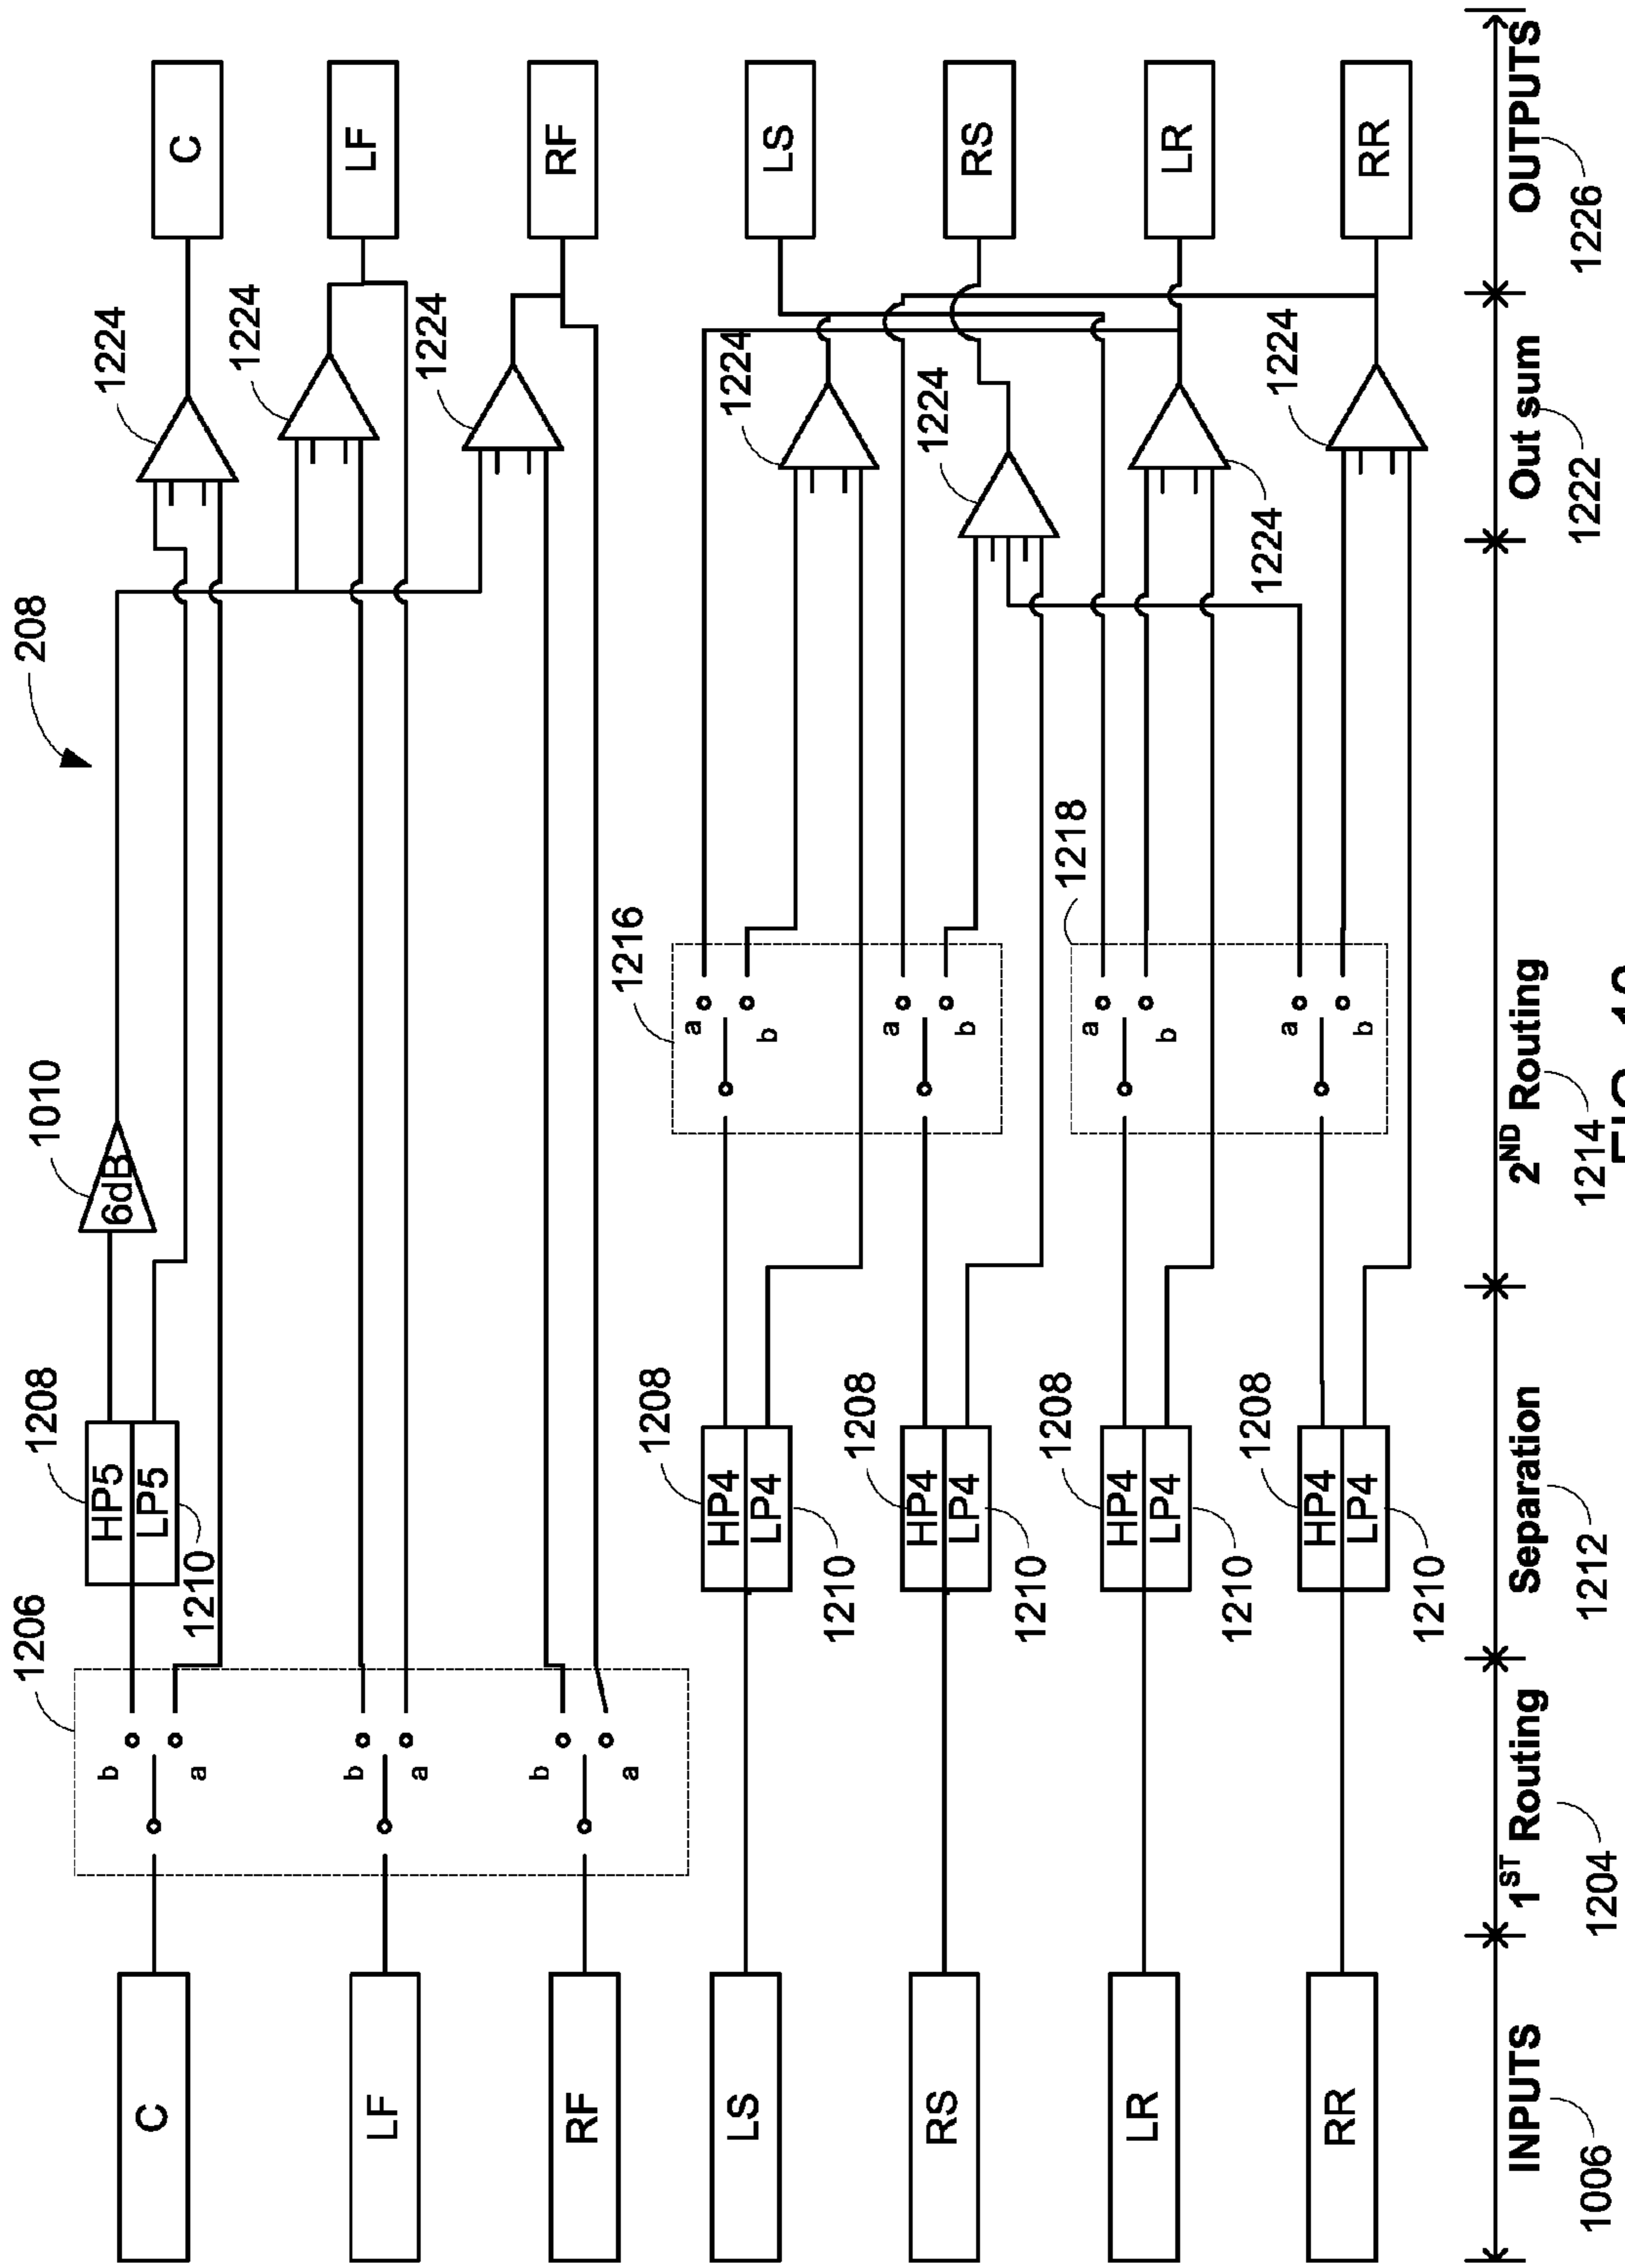 208
1206
1208
1010
1224
C
b
a
HP5
LP5
6dB
C
1210
1224
LF
b
a
LF
1224
RF
b
a
RF
1216
1208
LS
HP4
LP4
a
b
1224
LS
1210
1208
RS
HP4
LP4
a
b
1224
RS
1210
1218
1208
LR
HP4
LP4
a
b
LR
1210
1224
1208
1224
RR
HP4
LP4
a
b
RR
1210
INPUTS
1ST Routing
Separation
2ND Routing
Out sum
OUTPUTS
1006
1204
1212
1214
1222
1226